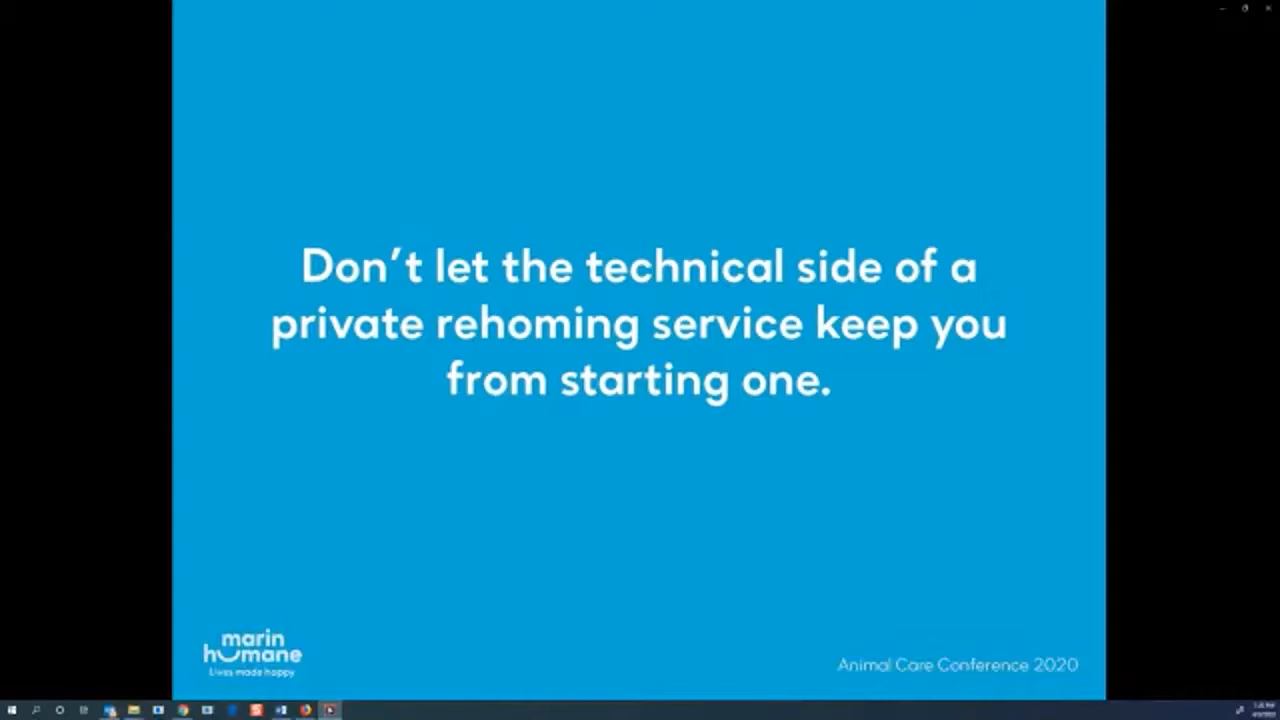 Don't let the technical side of a
private rehoming service keep you
from starting one.
marin
humane
Lives made happy
Animal Care Conference 2020